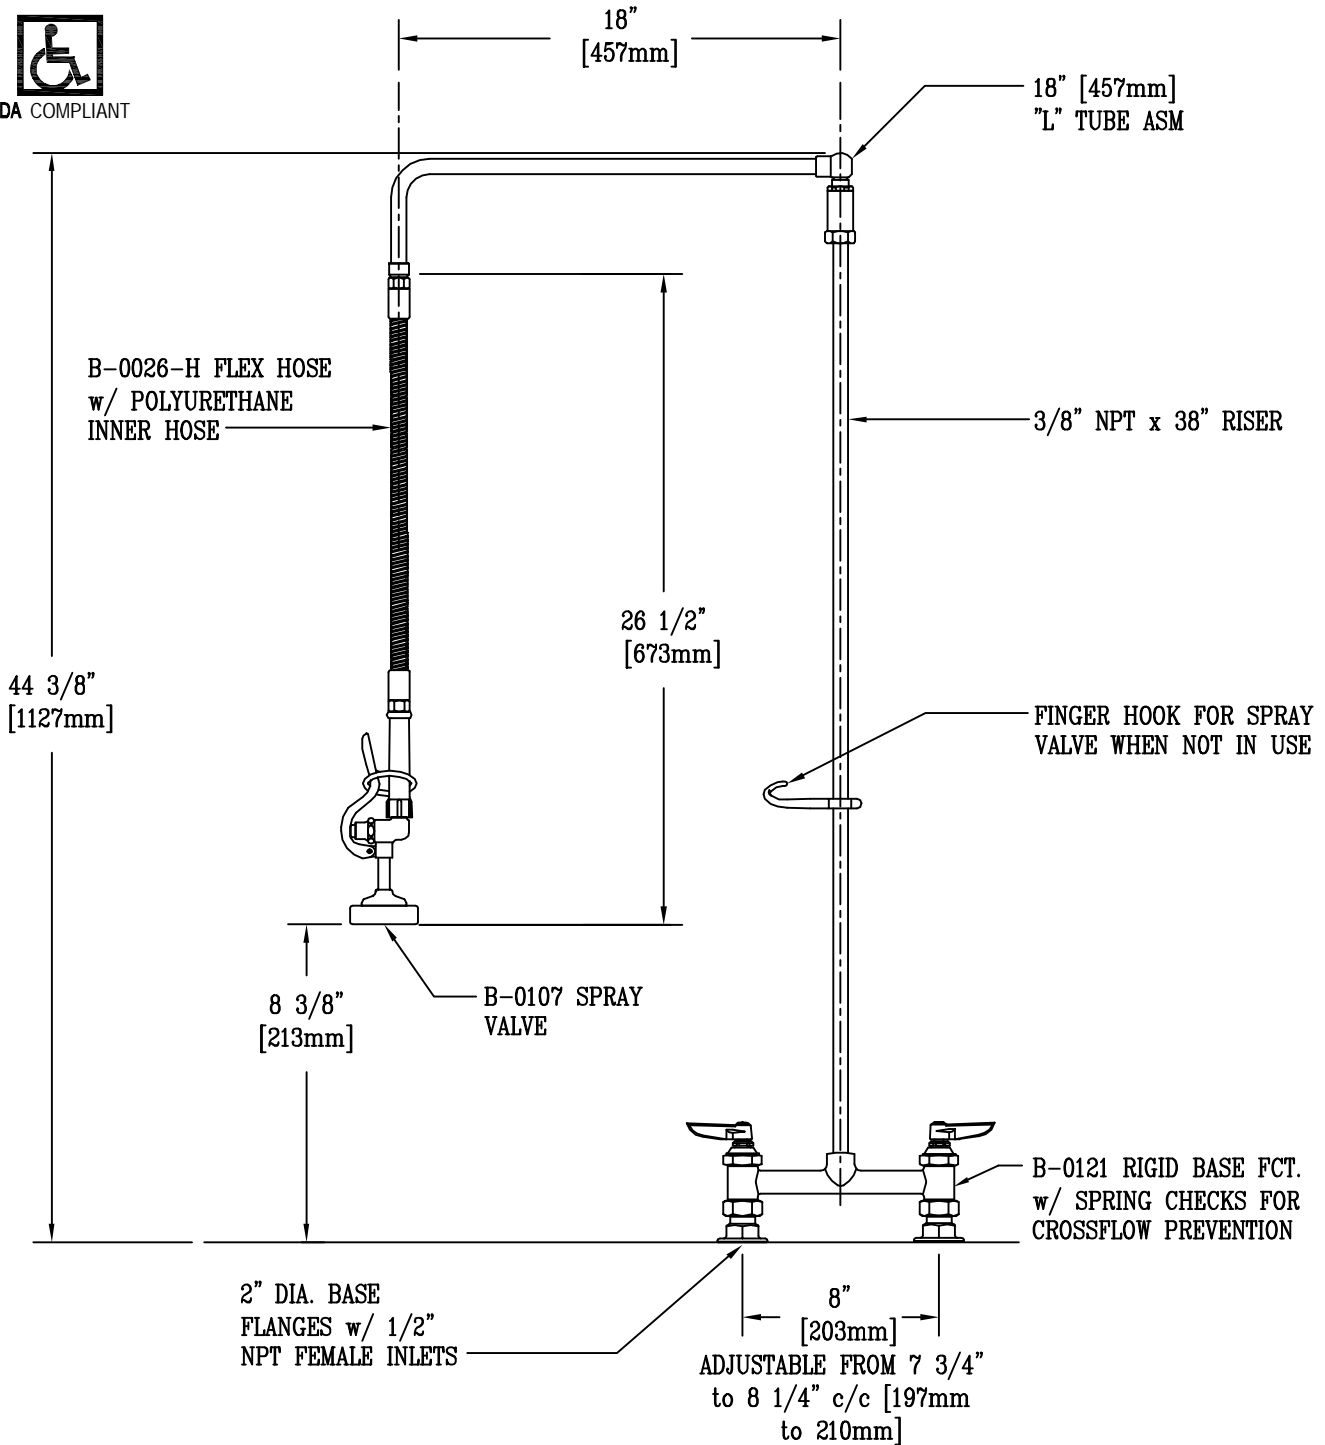 18"
[457mm]
DA COMPLIANT
18" [457mm]
"L" TUBE ASM
B-0026-H FLEX HOSE
w/ POLYURETHANE
INNER HOSE
3/8" NPT x 38" RISER
26 1/2"
[673mm]
44 3/8"
[1127mm]
FINGER HOOK FOR SPRAY
VALVE WHEN NOT IN USE
8 3/8"
[213mm]
B-0107 SPRAY
VALVE
B-0121 RIGID BASE FCT.
w/ SPRING CHECKS FOR
CROSSFLOW PREVENTION
2" DIA. BASE
FLANGES w/ 1/2"
NPT FEMALE INLETS
8"
[203mm]
ADJUSTABLE FROM 7 3/4"
to 8 1/4" c/c [197mm
to 210mm]